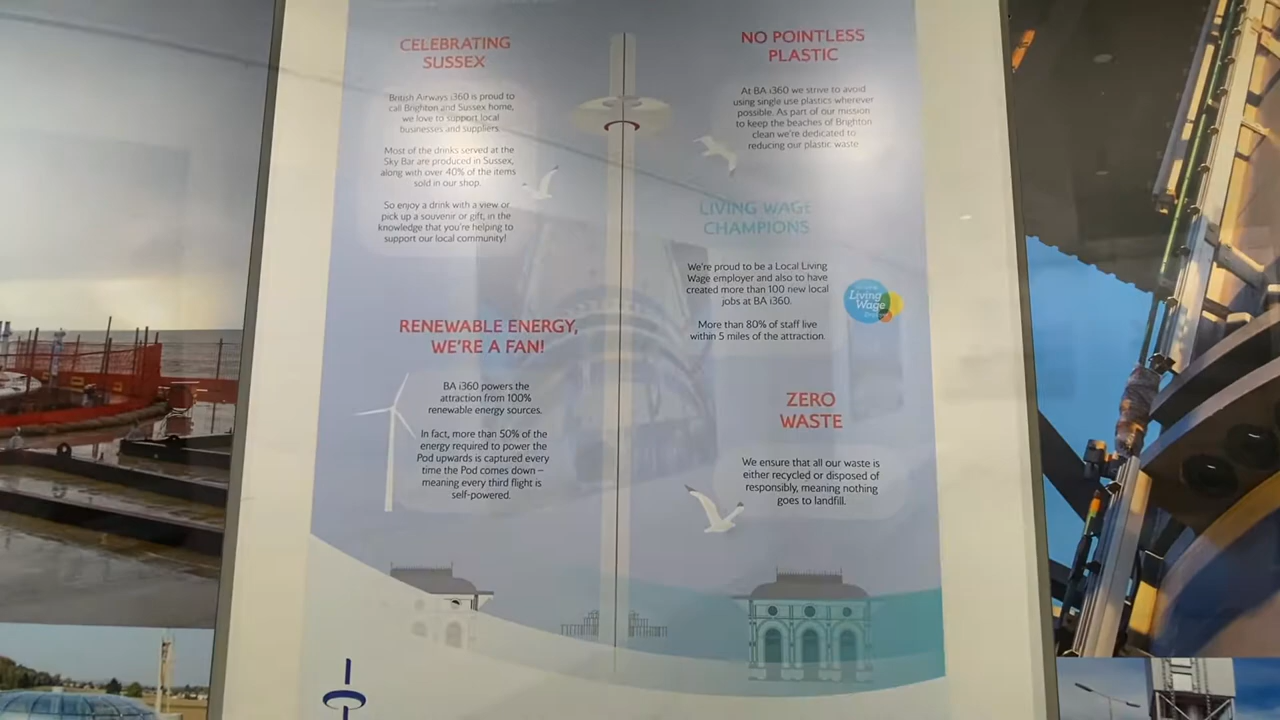 CELEBRATING
SUSSEX
British Airways i360 is proud to
call Brighton and Sussex home,
we love to support local
businesses and suppliers.
Most of the drinks served at the
Sky Bar are produced in Sussex,
along with over 40% of the items
sold in our shop.
So enjoy a drink with a view or
pick up a souvenir or gift, in the
knowledge that you're helping to
support our local community!
RENEWABLE ENERGY,
WE'RE A FAN!
BA i360 powers the
attraction from 100%
renewable energy sources.
In fact, more than 50% of the
energy required to power the
Pod upwards is captured every
time the Pod comes down –
meaning every third flight is
self-powered.
NO POINTLESS
PLASTIC
At BA i360 we strive to avoid
using single use plastics wherever
possible. As part of our mission
to keep the beaches of Brighton
clean we're dedicated to
reducing our plastic waste
LIVING WAGE
CHAMPIONS
We're proud to be a Local Living
Wage employer and also to have
created more than 100 new local
jobs at BA i360.
More than 80% of staff live
within 5 miles of the attraction.
Living
Wage
ZERO
WASTE
We ensure that all our waste is
either recycled or disposed of
responsibly, meaning nothing
goes to landfill.